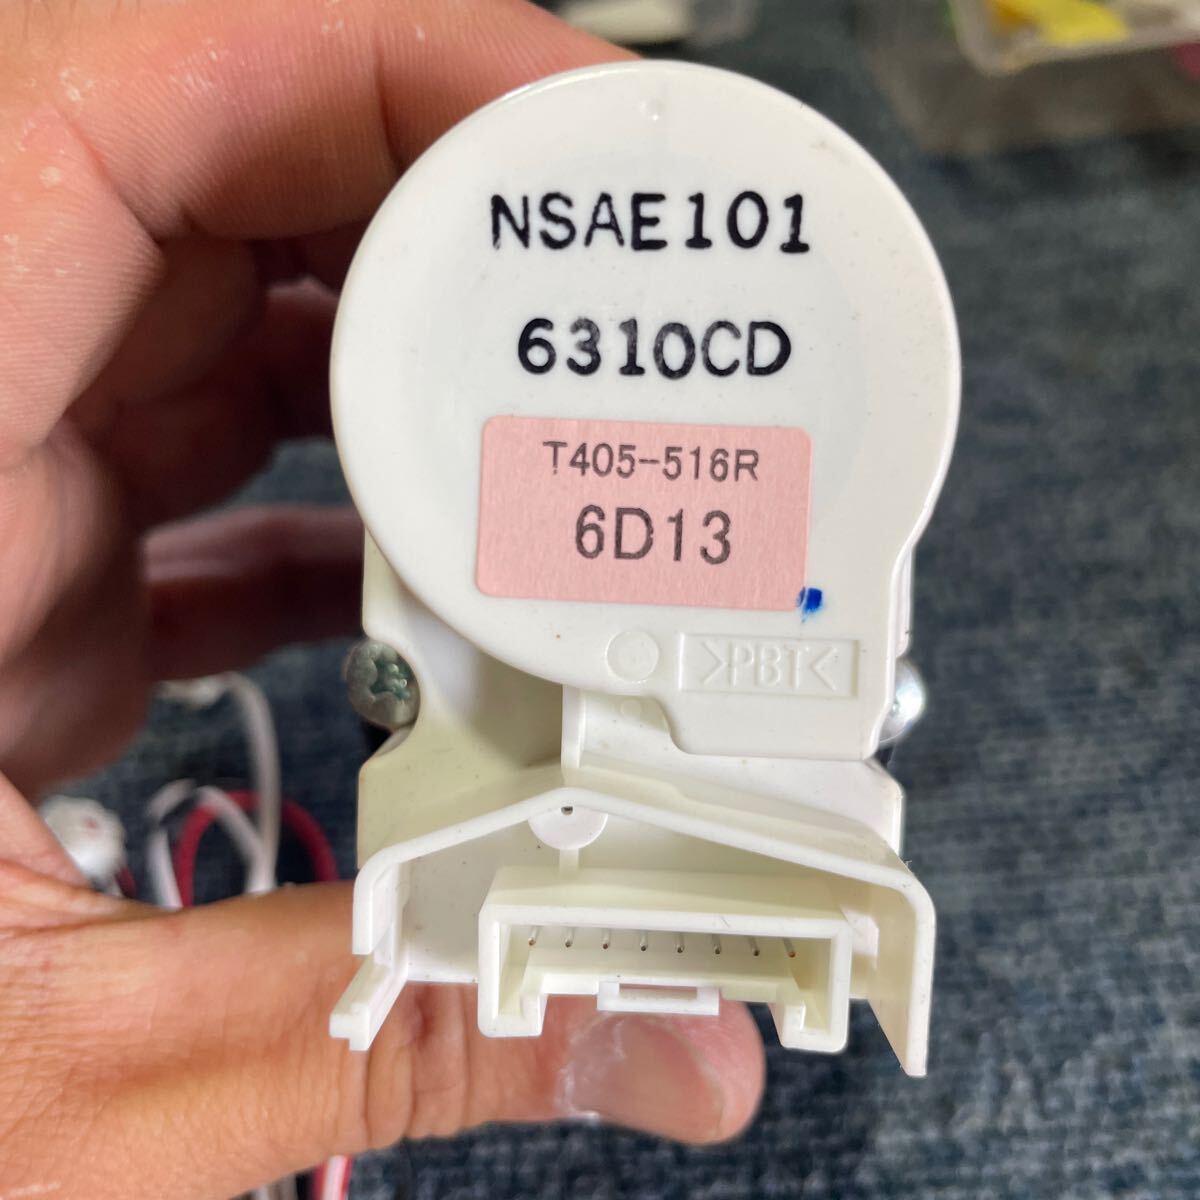 NSAE101
6310CD
T405-516R
6D13
>PBT<